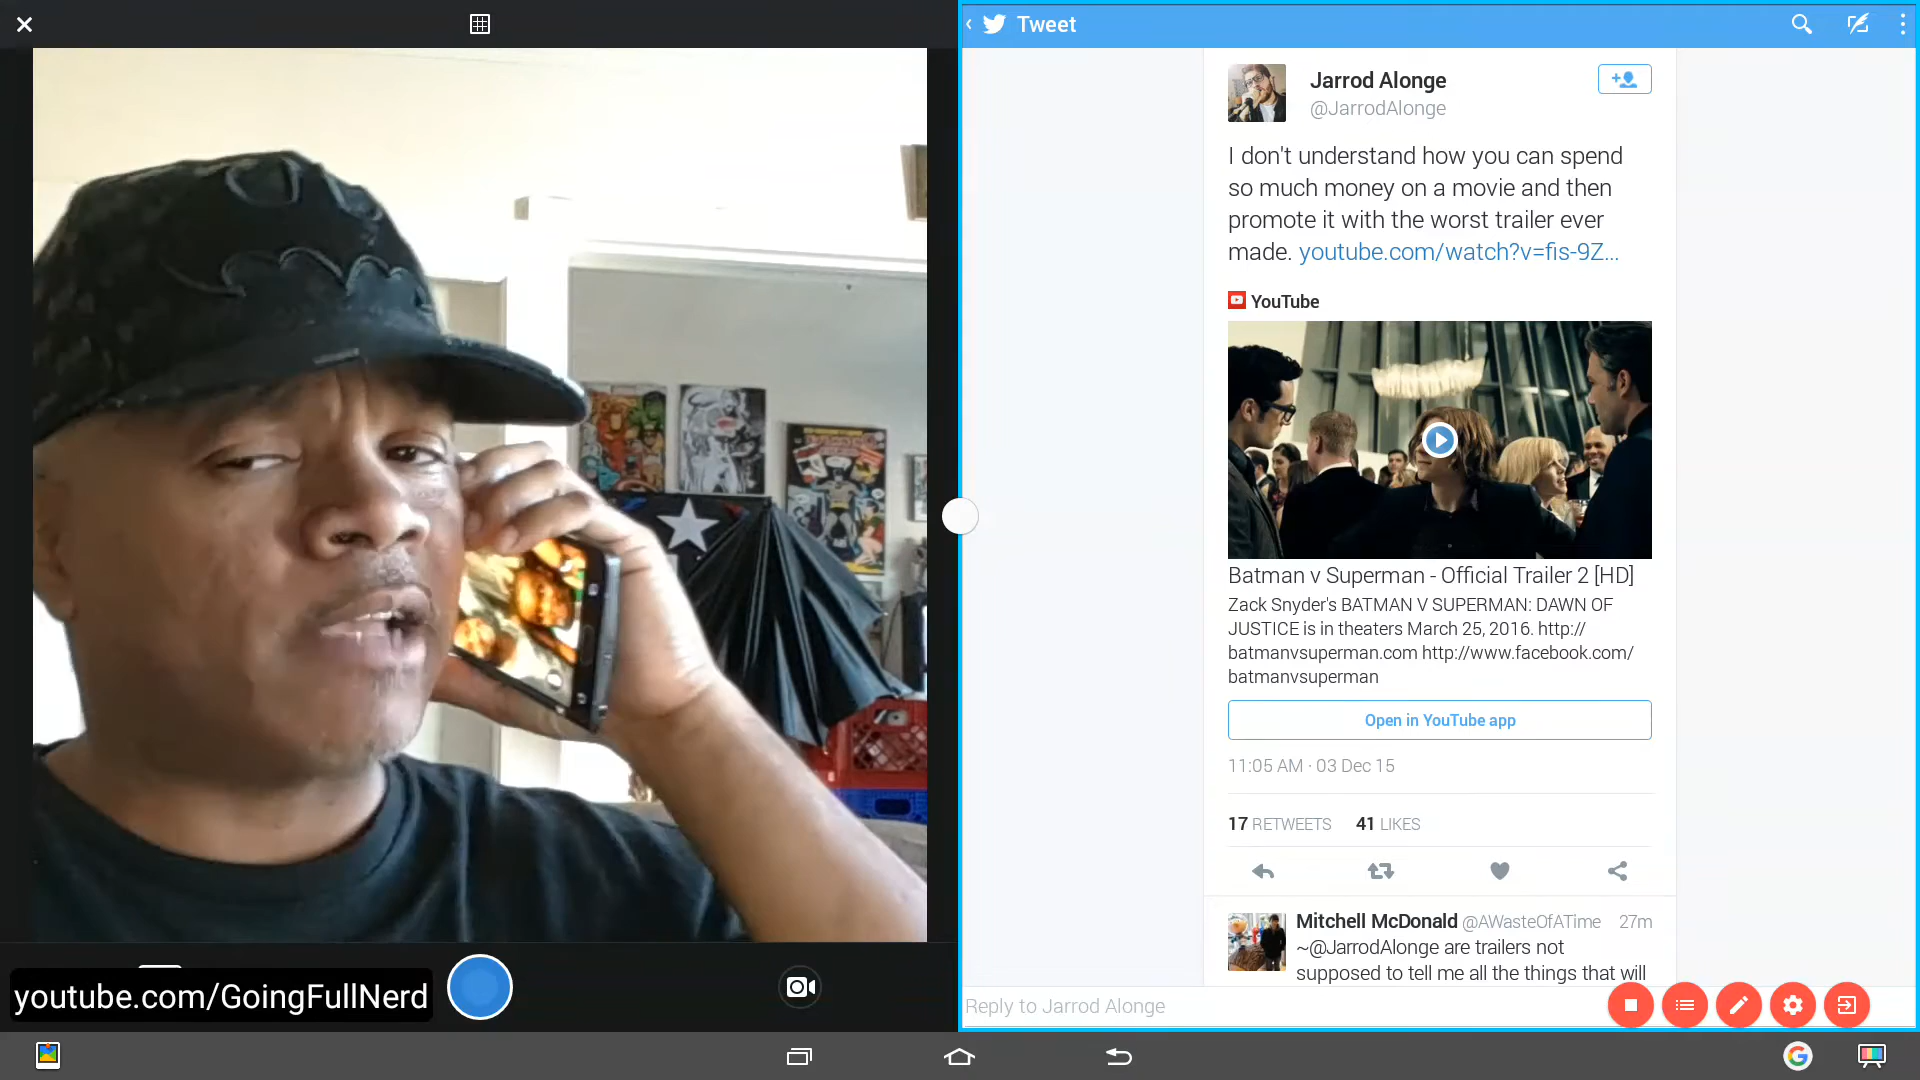 youtube.com/GoingFullNerd
Tweet
Jarrod Alonge
@JarrodAlonge
I don't understand how you can spend
so much money on a movie and then
promote it with the worst trailer ever
made. youtube.com/watch?v=fis-9Z...
YouTube
Batman v Superman - Official Trailer 2 [HD]
Zack Snyder's BATMAN V SUPERMAN: DAWN OF
JUSTICE is in theaters March 25, 2016. http://
batmanvsuperman.com http://www.facebook.com/
batmanvsuperman
Open in YouTube app
11:05 AM · 03 Dec 15
17 RETWEETS 41 LIKES
Mitchell McDonald @AWasteOfATime 27m
~@JarrodAlonge are trailers not
supposed to tell me all the things that will
Reply to Jarrod Alonge